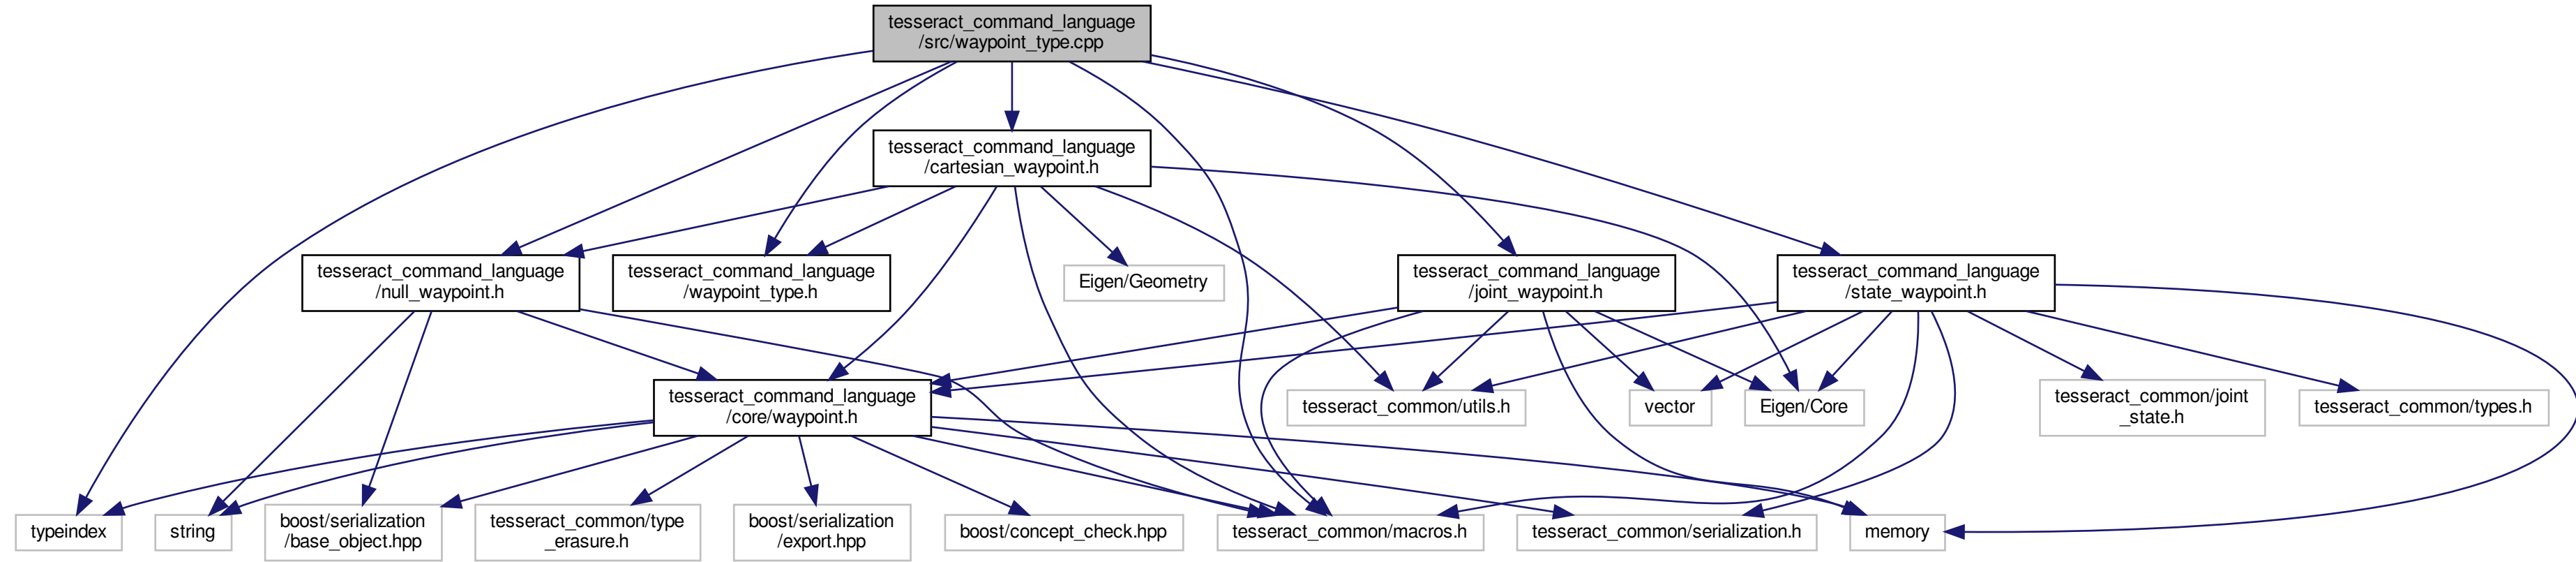 tesseract_command_language
/src/waypoint_type.cpp
tesseract_command_language
/cartesian_waypoint.h
tesseract_command_language
/null_waypoint.h
tesseract_command_language
/waypoint_type.h
Eigen/Geometry
tesseract_command_language
/joint_waypoint.h
tesseract_command_language
/state_waypoint.h
tesseract_command_language
/core/waypoint.h
tesseract_common/utils.h
vector
Eigen/Core
tesseract_common/joint
_state.h
tesseract_common/types.h
typeindex
string
boost/serialization
/base_object.hpp
tesseract_common/type
_erasure.h
boost/serialization
/export.hpp
boost/concept_check.hpp
tesseract_common/macros.h
tesseract_common/serialization.h
memory